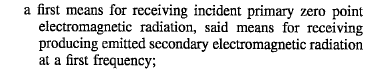 a first means for receiving incident primary zero point
electromagnetic radiation, said means for receiving
producing emitted secondary electromagnetic radiation
at a first frequency;